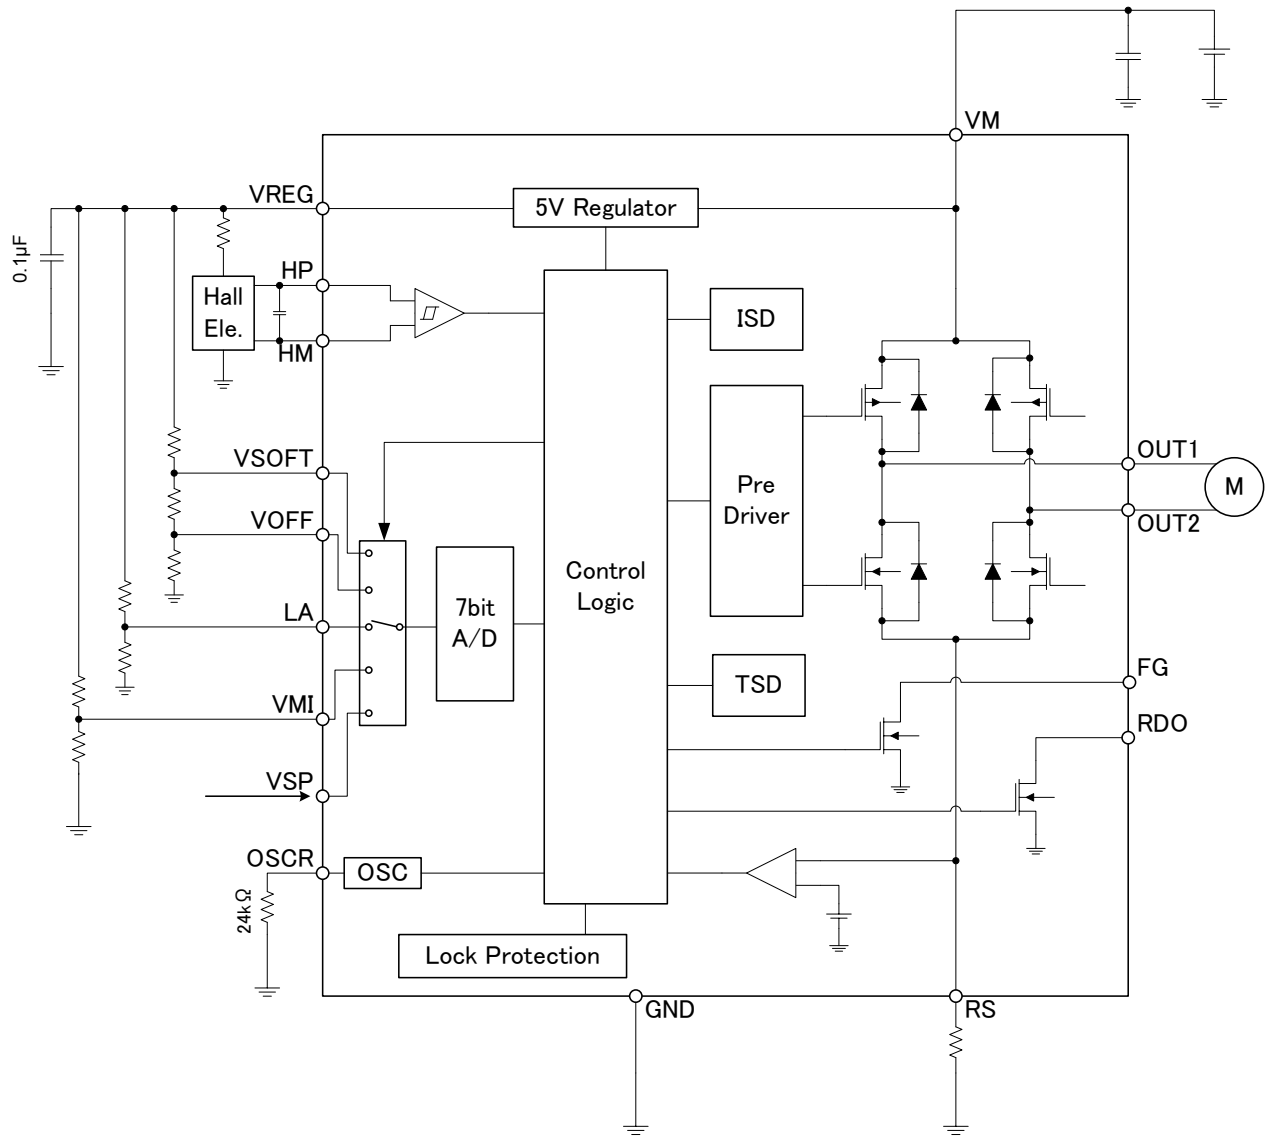 VM
VREG
5V Regulator
0.1µF
HP
Hall
Ele.
HM
ISD
VSOFT
OUT1
M
Pre
Driver
VOFF
OUT2
Control
Logic
LA
7bit
A/D
FG
TSD
VMI
RDO
VSP
OSCR
OSC
24kΩ
Lock Protection
GND
RS